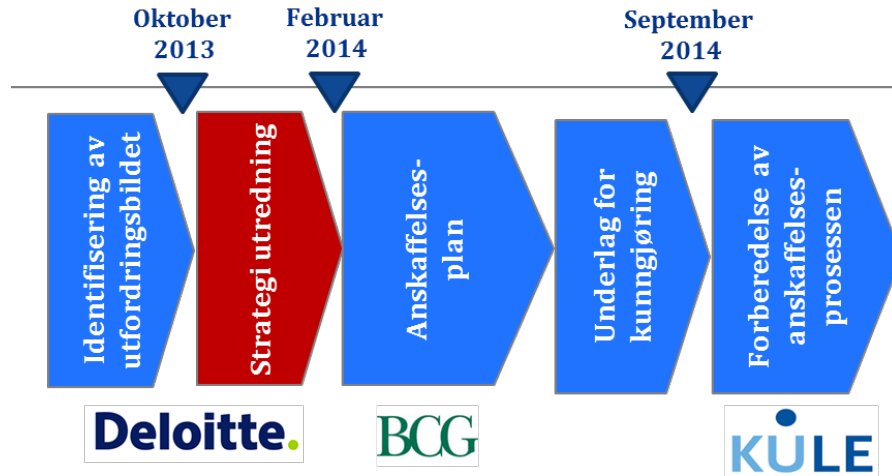 Oktober
2013
Februar
2014
September
2014
Identifisering av
utfordringsbildet
Strategi utredning
Anskaffelses-
plan
Underlag for
kunngjøring
Forberedelse av
anskaffelses-
prosessen
Deloitte.
BCG
KULE